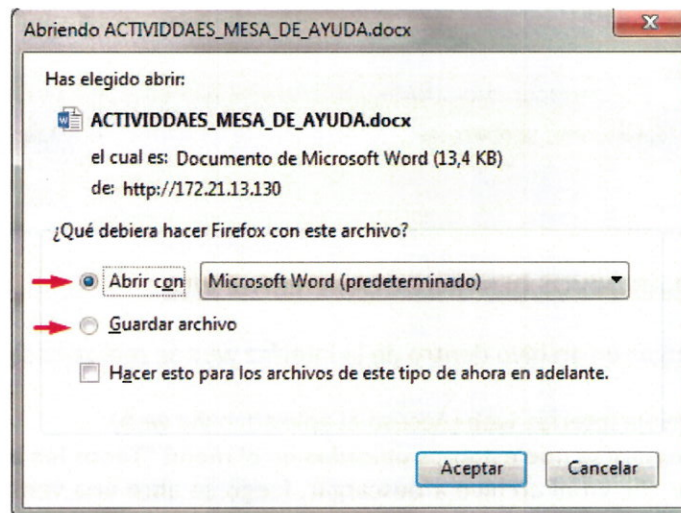 Abriendo ACTIVIDDAES_MESA_DE_AYUDA.docx
Has elegido abrir:
ACTIVIDDAES_MESA_DE_AYUDA.docx
el cual es: Documento de Microsoft Word (13,4 KB)
de: http://172.21.13.130
¿Qué debiera hacer Firefox con este archivo?
Abrir con Microsoft Word (predeterminado)
Guardar archivo
Hacer esto para los archivos de este tipo de ahora en adelante.
Aceptar Cancelar